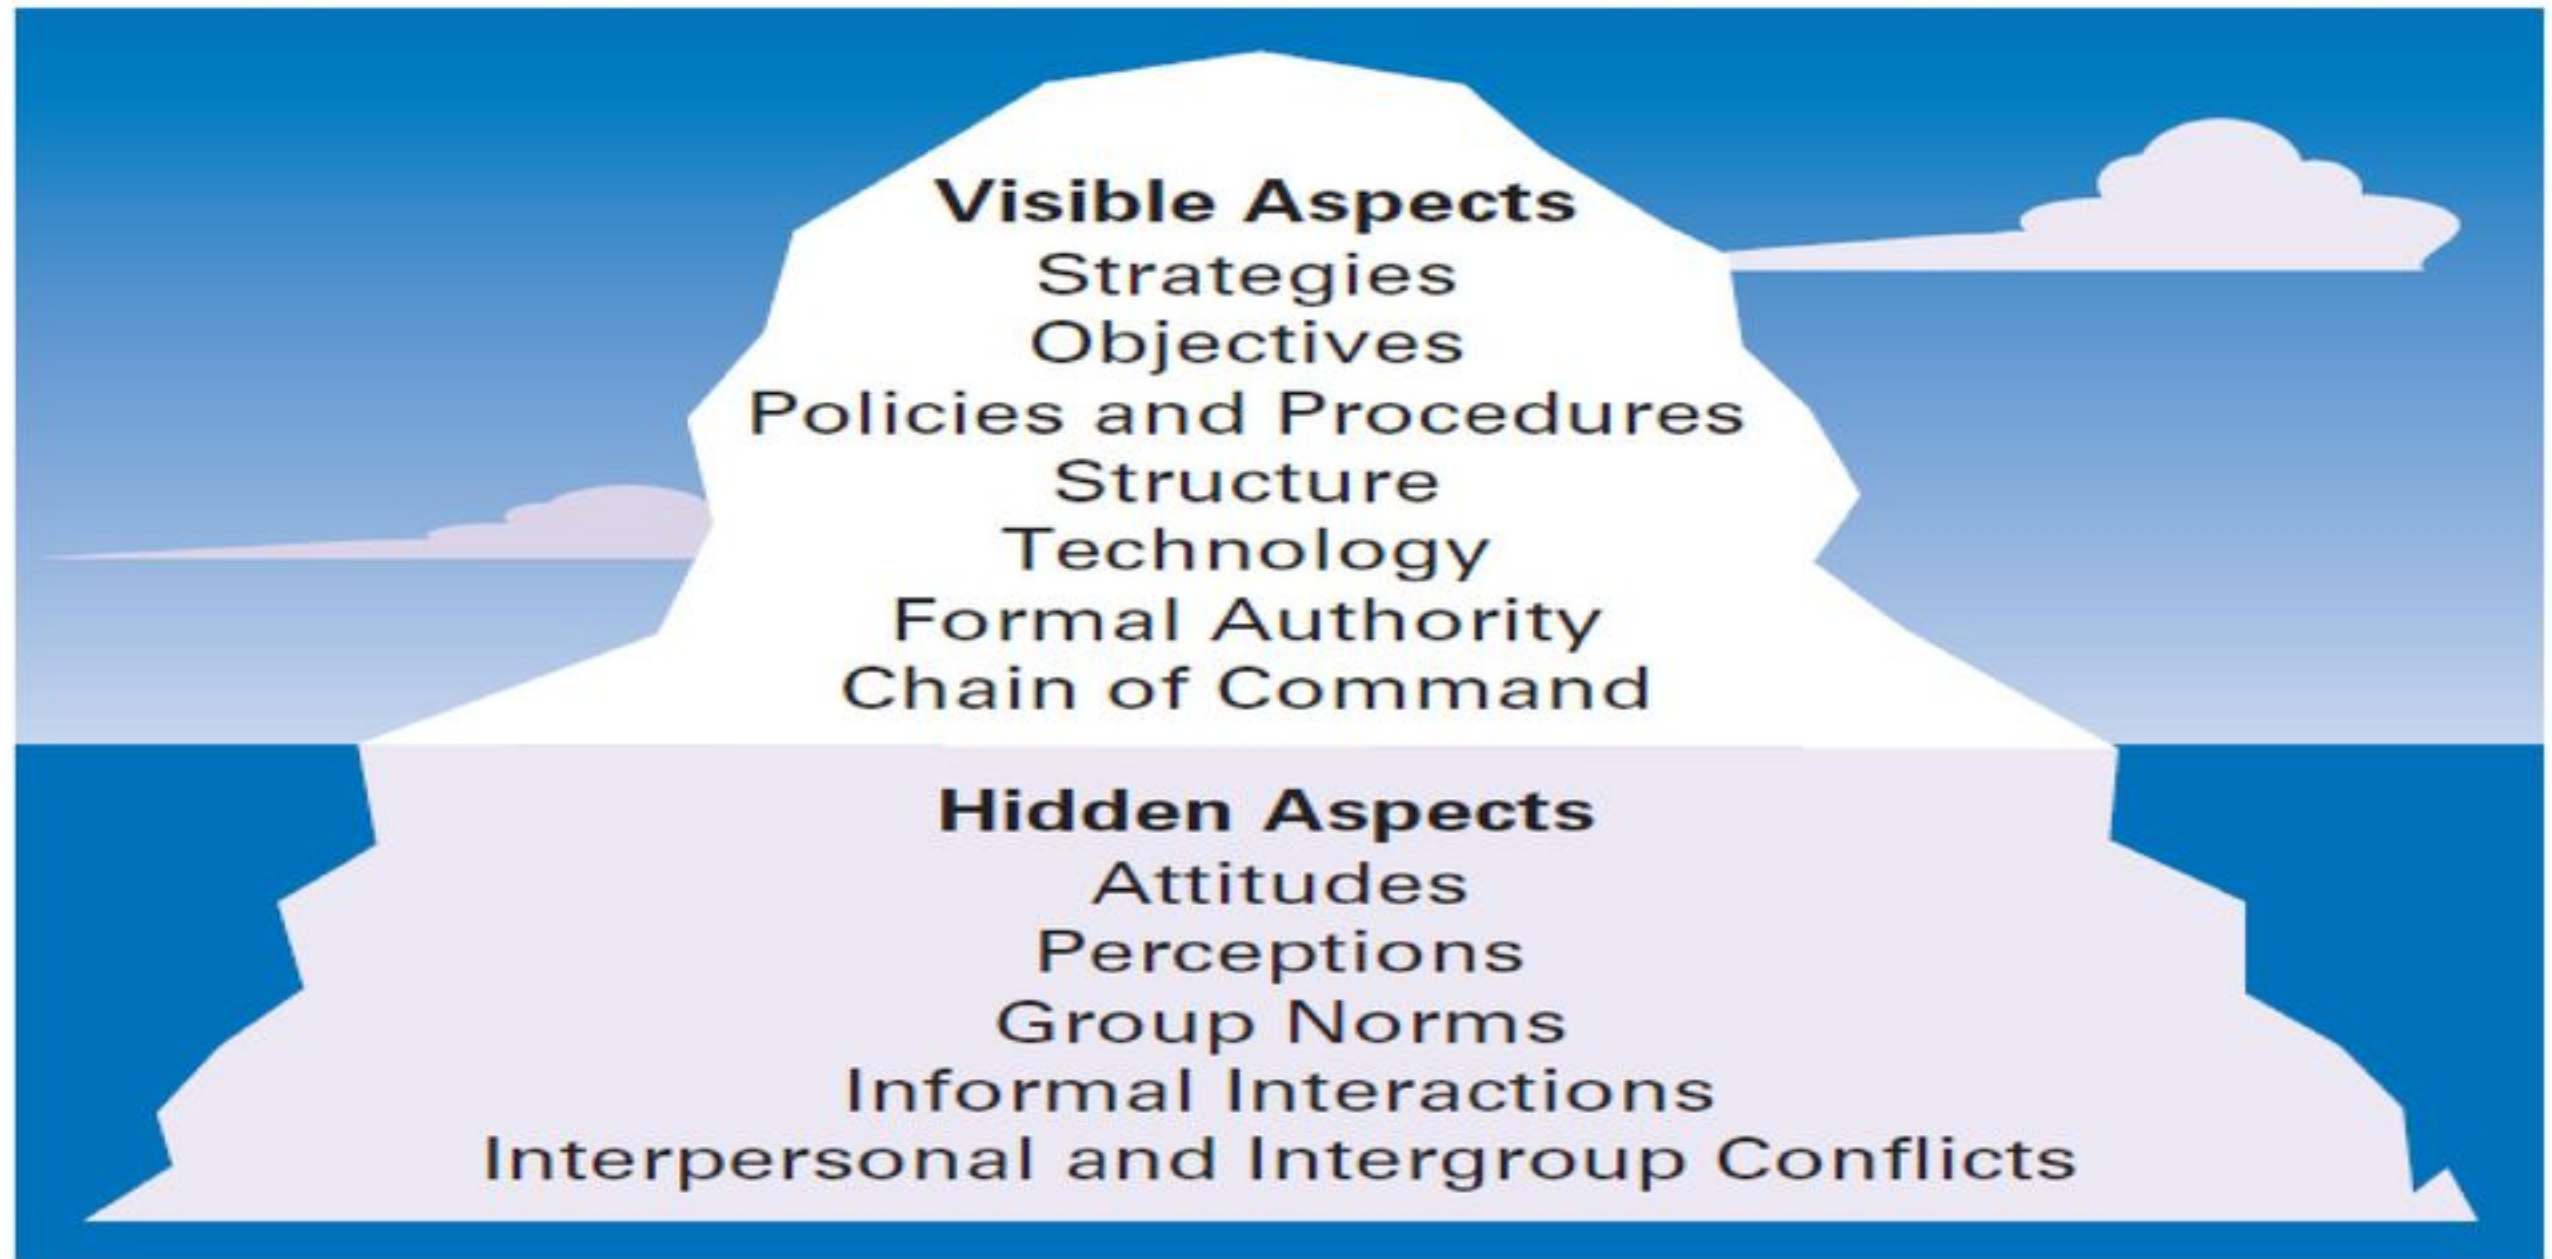 Visible Aspects
Strategies
Objectives
Policies and Procedures
Structure
Technology
Formal Authority
Chain of Command
Hidden Aspects
Attitudes
Perceptions
Group Norms
Informal Interactions
Interpersonal and Intergroup Conflicts